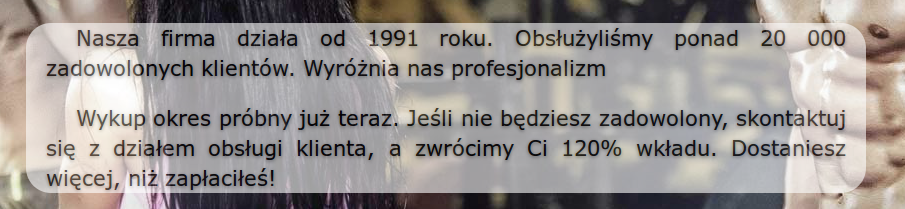 Nasza firma działa od 1991 roku. Obsłużyliśmy ponad 20 000
zadowolonych klientów. Wyróżnia nas profesjonalizm
Wykup okres próbny już teraz. Jeśli nie będziesz zadowolony, skontaktuj
się z działem obsługi klienta, a zwrócimy Ci 120% wkładu. Dostaniesz
więcej, niż zapłaciłeś!